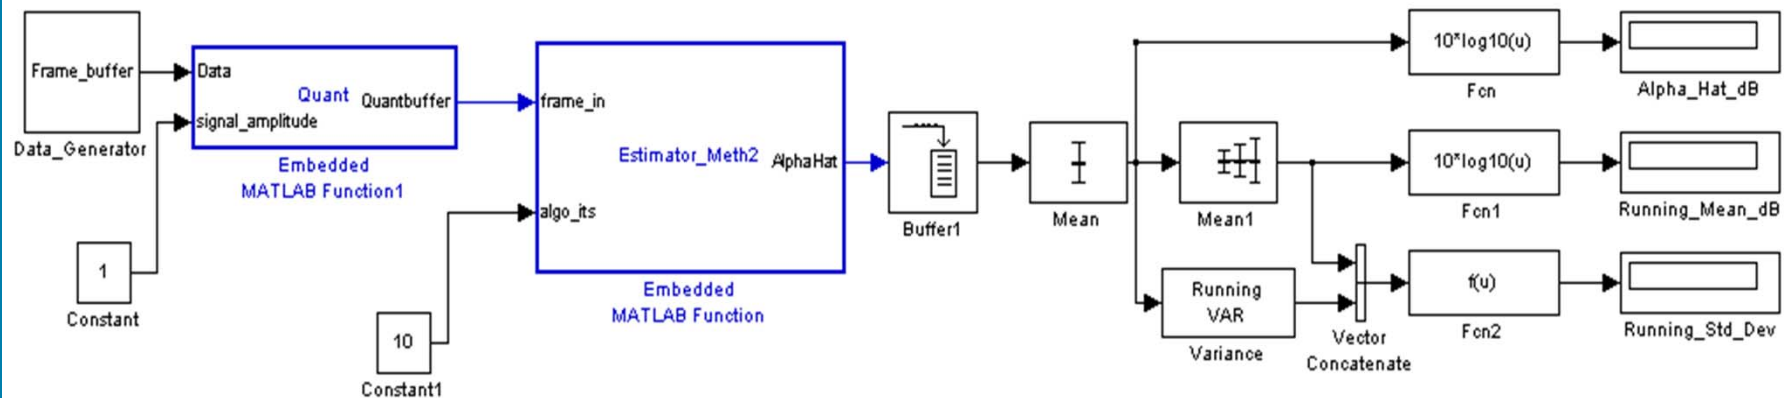 Frame_buffer
Data_Generator
1
Constant
Data
signal_amplitude
Quant
Quantbuffer
Embedded
MATLAB Function1
10
Constant1
frame_in
algo_its
Estimator_Meth2
AlphaHat
Embedded
MATLAB Function
Buffer1
Mean
Mean1
Running
VAR
Variance
Vector
Concatenate
10*log10(u)
Fcn
Alpha_Hat_dB
10*log10(u)
Fcn1
Running_Mean_dB
f(u)
Fcn2
Running_Std_Dev